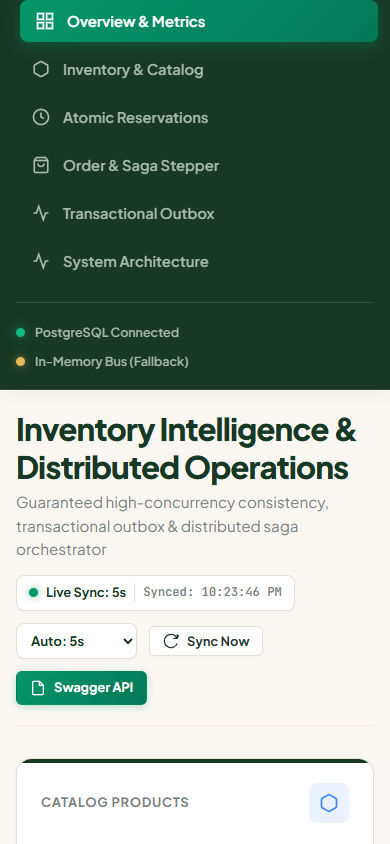 Overview & Metrics
Inventory & Catalog
Atomic Reservations
Order & Saga Stepper
Transactional Outbox
System Architecture
PostgreSQL Connected
In-Memory Bus (Fallback)
Inventory Intelligence &
Distributed Operations
Guaranteed high-concurrency consistency,
transactional outbox & distributed saga
orchestrator
Live Sync: 5s Synced: 10:23:46 PM
Auto: 5s Sync Now
Swagger API
CATALOG PRODUCTS